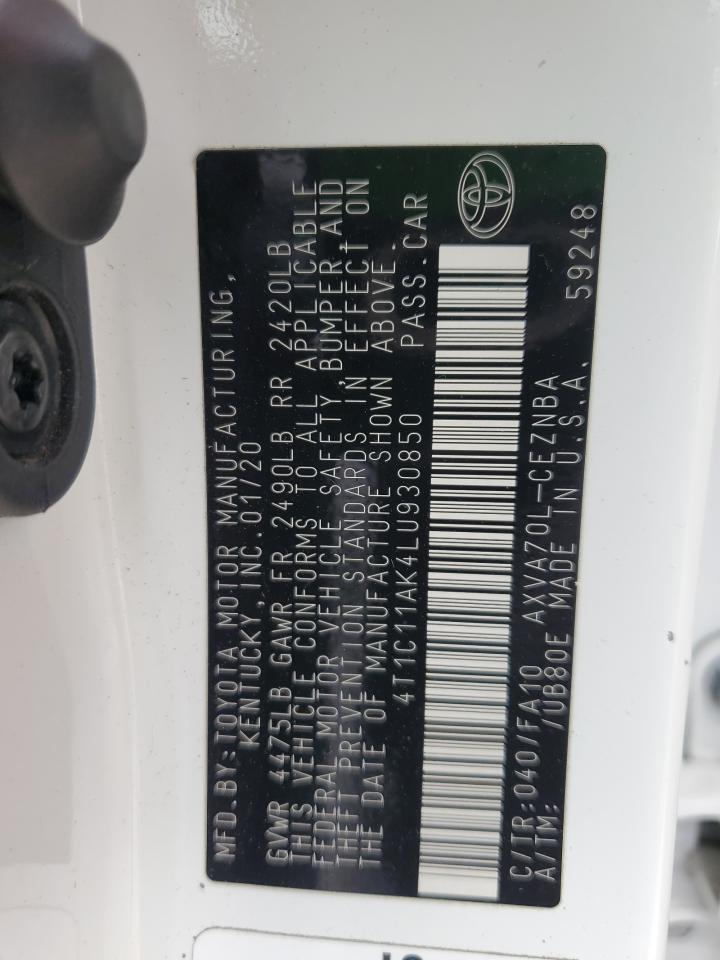 MFD.BY:TOYOTA MOTOR MANUFACTURING,
KENTUCKY, INC. 01/20
GVWR 4475LB GAWR FR 2490LB RR 2420LB
THIS VEHICLE CONFORMS TO ALL APPLICABLE
FEDERAL MOTOR VEHICLE SAFETY, BUMPER, AND
THEFT PREVENTION STANDARDS IN EFFECT ON
THE DATE OF MANUFACTURE SHOWN ABOVE.
4T1C11AK4LU930850 PASS.CAR
C/TR:040/FA10 AXVA70L-CEZNBA
A/TM: /UB80E MADE IN U.S.A. 59248